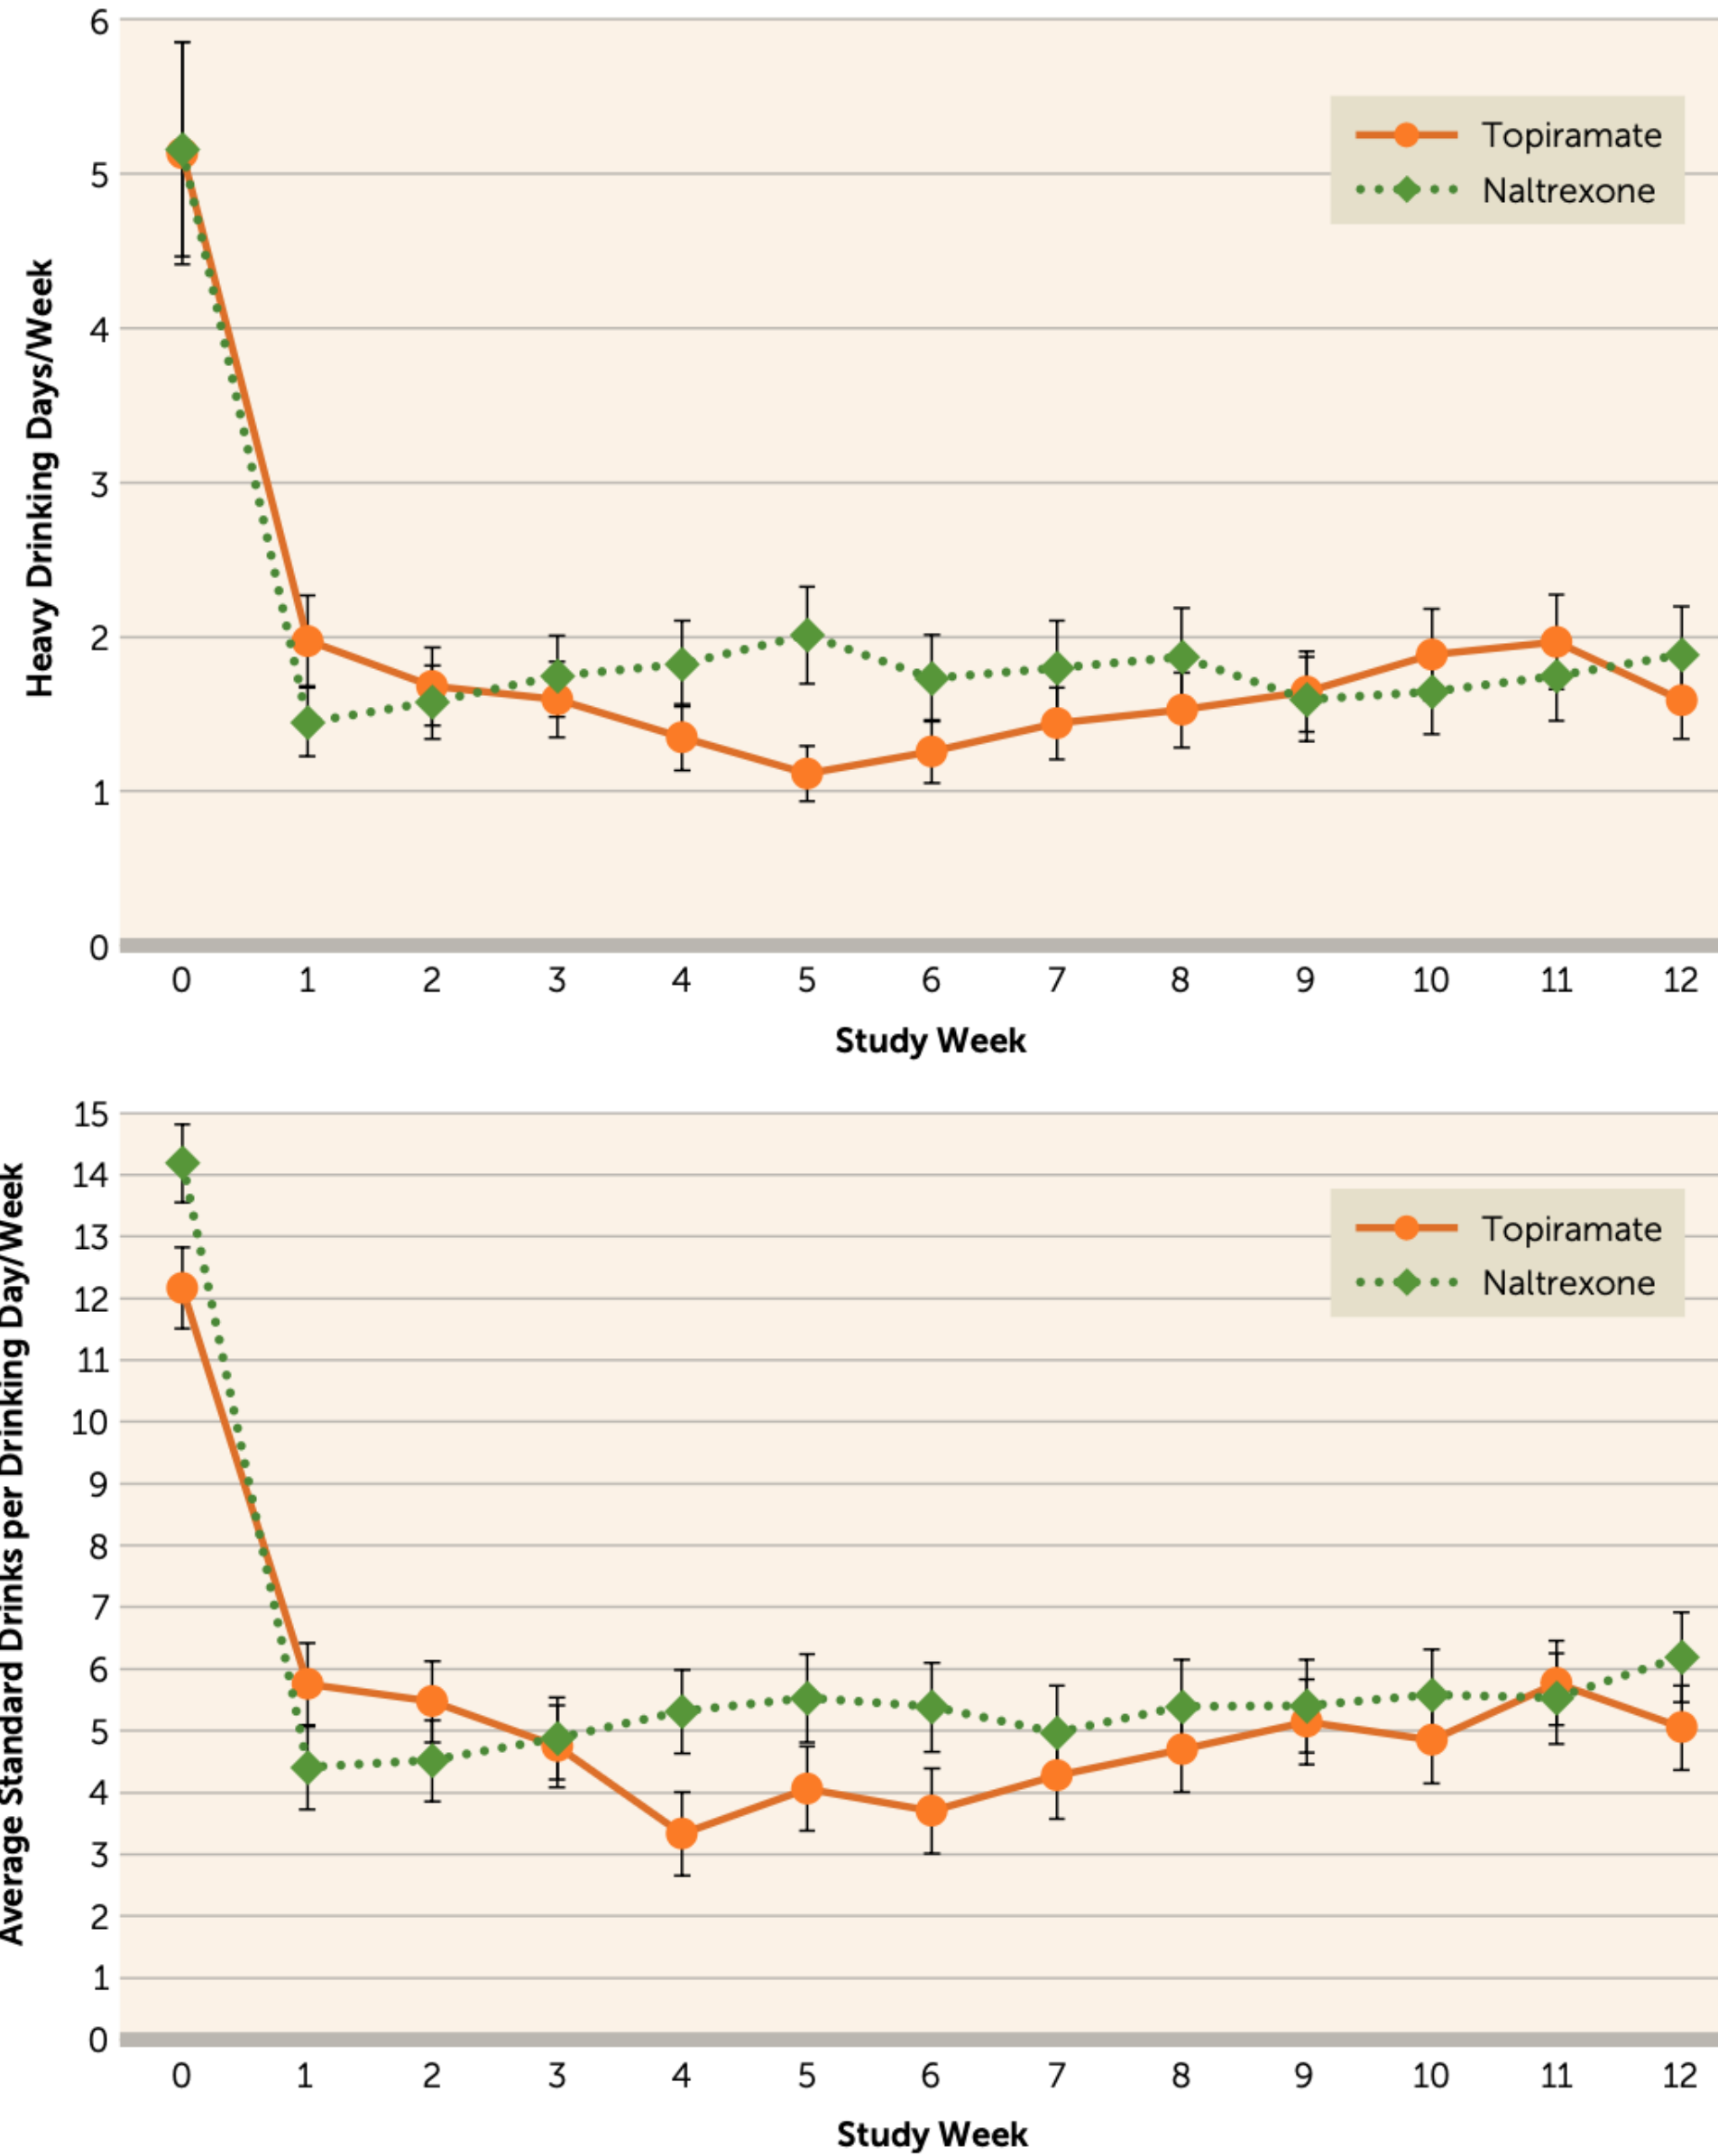 Heavy Drinking Days/Week
6
5
4
3
2
1
0
Topiramate
Naltrexone
0 1 2 3 4 5 6 7 8 9 10 11 12
Study Week
Average Standard Drinks per Drinking Day/Week
15
14
13
12
11
10
9
8
7
6
5
4
3
2
1
0
Topiramate
Naltrexone
0 1 2 3 4 5 6 7 8 9 10 11 12
Study Week